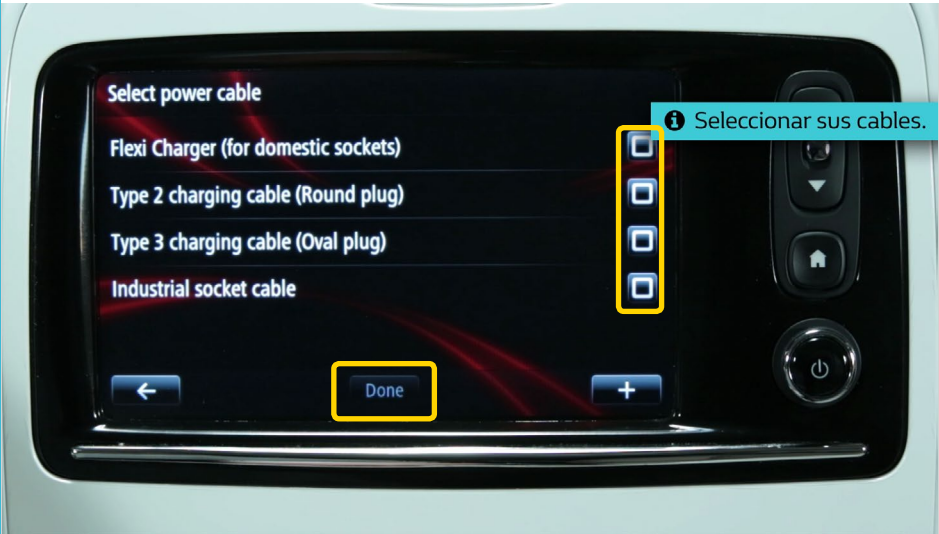 Select power cable
Seleccionar sus cables.
Flexi Charger (for domestic sockets)
Type 2 charging cable (Round plug)
Type 3 charging cable (Oval plug)
Industrial socket cable
Done